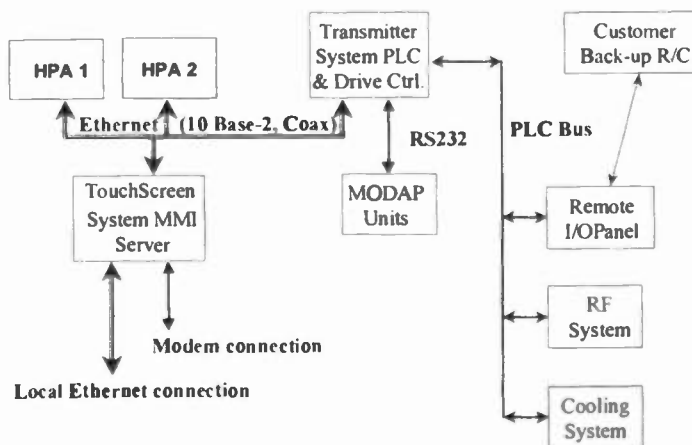 HPA 1
HPA 2
Transmitter
System PLC
& Drive Ctrl.
Customer
Back-up R/C
Ethernet (10 Base-2, Coax)
RS232
PLC Bus
TouchScreen
System MMI
Server
MODAP
Units
Remote
I/OPanel
RF
System
Modem connection
Local Ethernet connection
Cooling
System